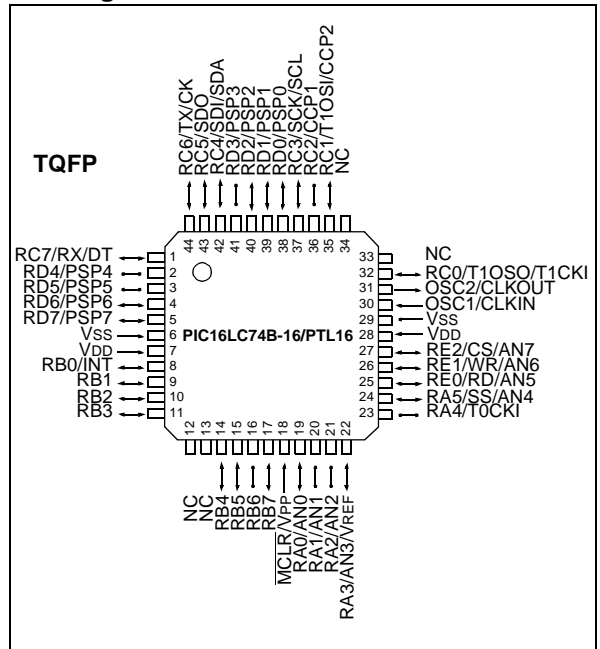 RC6/TX/CK
RC5/SDO
RC4/SDI/SDA
RD3/PSP3
RD2/PSP2
RD1/PSP1
RD0/PSP0
RC3/SCK/SCL
RC2/CCP1
RC1/T1OSI/CCP2
NC
TQFP
44
43
42
41
40
39
38
37
36
35
34
RC7/RX/DT 1
RD4/PSP4 2
RD5/PSP5 3
RD6/PSP6 4
RD7/PSP7 5
VSS 6
VDD 7
RB0/INT 8
RB1 9
RB2 10
RB3 11
PIC16LC74B-16/PTL16
33 NC
32 RC0/T1OSO/T1CKI
31 OSC2/CLKOUT
30 OSC1/CLKIN
29 VSS
28 VDD
27 RE2/CS/AN7
26 RE1/WR/AN6
25 RE0/RD/AN5
24 RA5/SS/AN4
23 RA4/T0CKI
12
13
14
15
16
17
18
19
20
21
22
NC
NC
RB4
RB5
RB6
RB7
MCLR/VPP
RA0/AN0
RA1/AN1
RA2/AN2
RA3/AN3/VREF